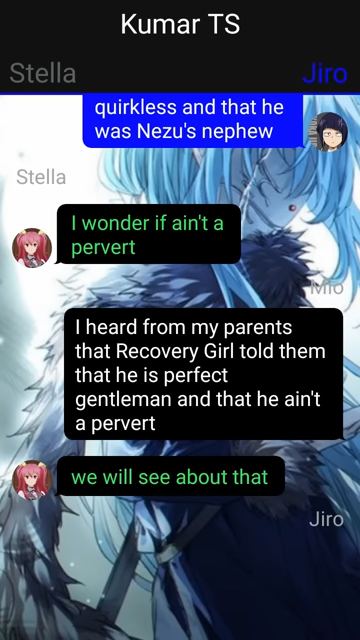 Kumar TS
Stella
Jiro
quirkless and that he
was Nezu's nephew
Stella
I wonder if ain't a
pervert
Mio
I heard from my parents
that Recovery Girl told them
that he is perfect
gentleman and that he ain't
a pervert
we will see about that
Jiro